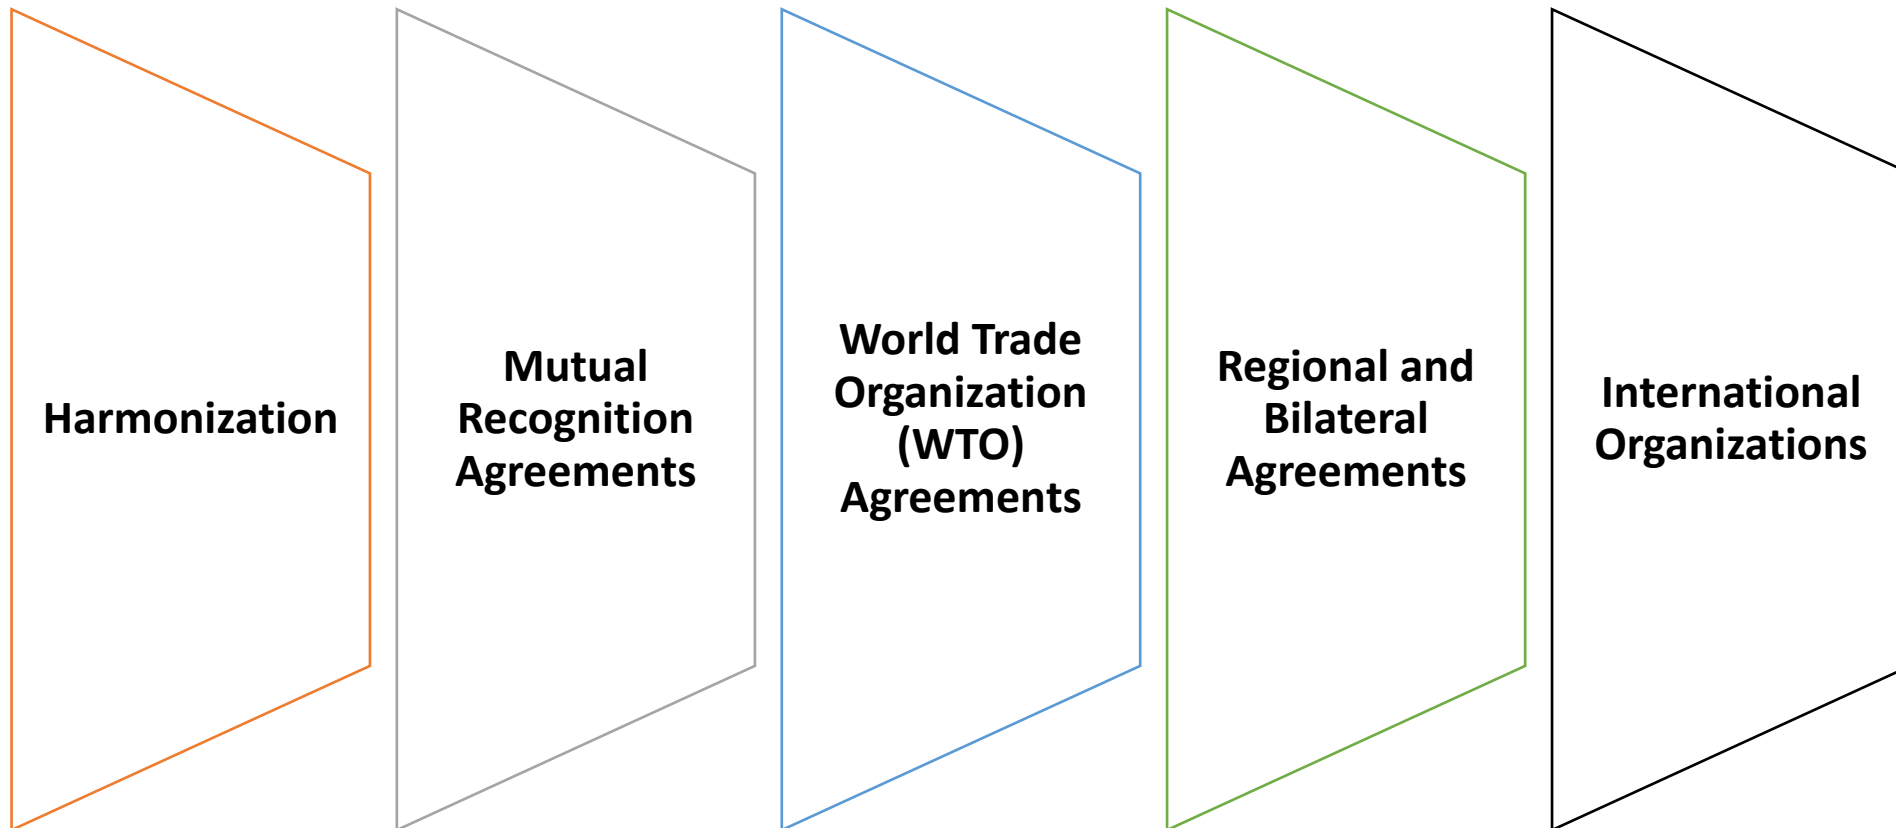 Harmonization
Mutual
Recognition
Agreements
World Trade
Organization
(WTO)
Agreements
Regional and
Bilateral
Agreements
International
Organizations